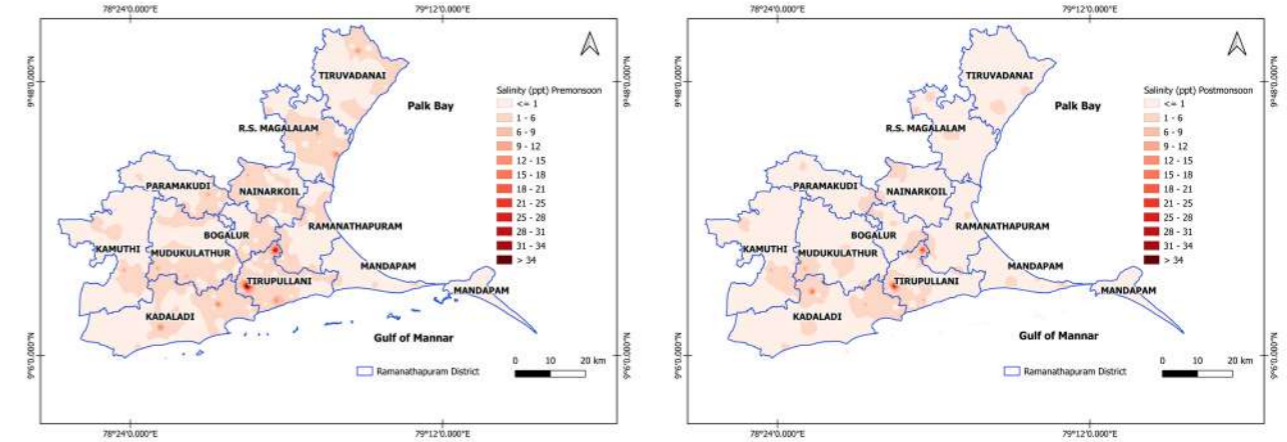 78°24'0.000"E 79°12'0.000"E
9°48'0.000"N
9°48'0.000"N
TIRUVADANAI
Palk Bay
R.S. MAGALALAM
PARAMAKUDI
NAINARKOIL
RAMANATHAPURAM
BOGALUR
KAMUTHI
MUDUKULATHUR
MANDAPAM
TIRUPULLANI
MANDAPAM
KADALADI
Gulf of Mannar
Salinity (ppt) Premonsoon
<= 1
1 - 6
6 - 9
9 - 12
12 - 15
15 - 18
18 - 21
21 - 25
25 - 28
28 - 31
31 - 34
> 34
0 10 20 km
Ramanathapuram District
9°6'0.000"N
9°6'0.000"N
78°24'0.000"E 79°12'0.000"E
78°24'0.000"E 79°12'0.000"E
9°48'0.000"N
9°48'0.000"N
TIRUVADANAI
Palk Bay
R.S. MAGALALAM
PARAMAKUDI
NAINARKOIL
RAMANATHAPURAM
BOGALUR
KAMUTHI
MUDUKULATHUR
MANDAPAM
TIRUPULLANI
MANDAPAM
KADALADI
Gulf of Mannar
Salinity (ppt) Postmonsoon
<= 1
1 - 6
6 - 9
9 - 12
12 - 15
15 - 18
18 - 21
21 - 25
25 - 28
28 - 31
31 - 34
> 34
0 10 20 km
Ramanathapuram District
9°6'0.000"N
9°6'0.000"N
78°24'0.000"E 79°12'0.000"E